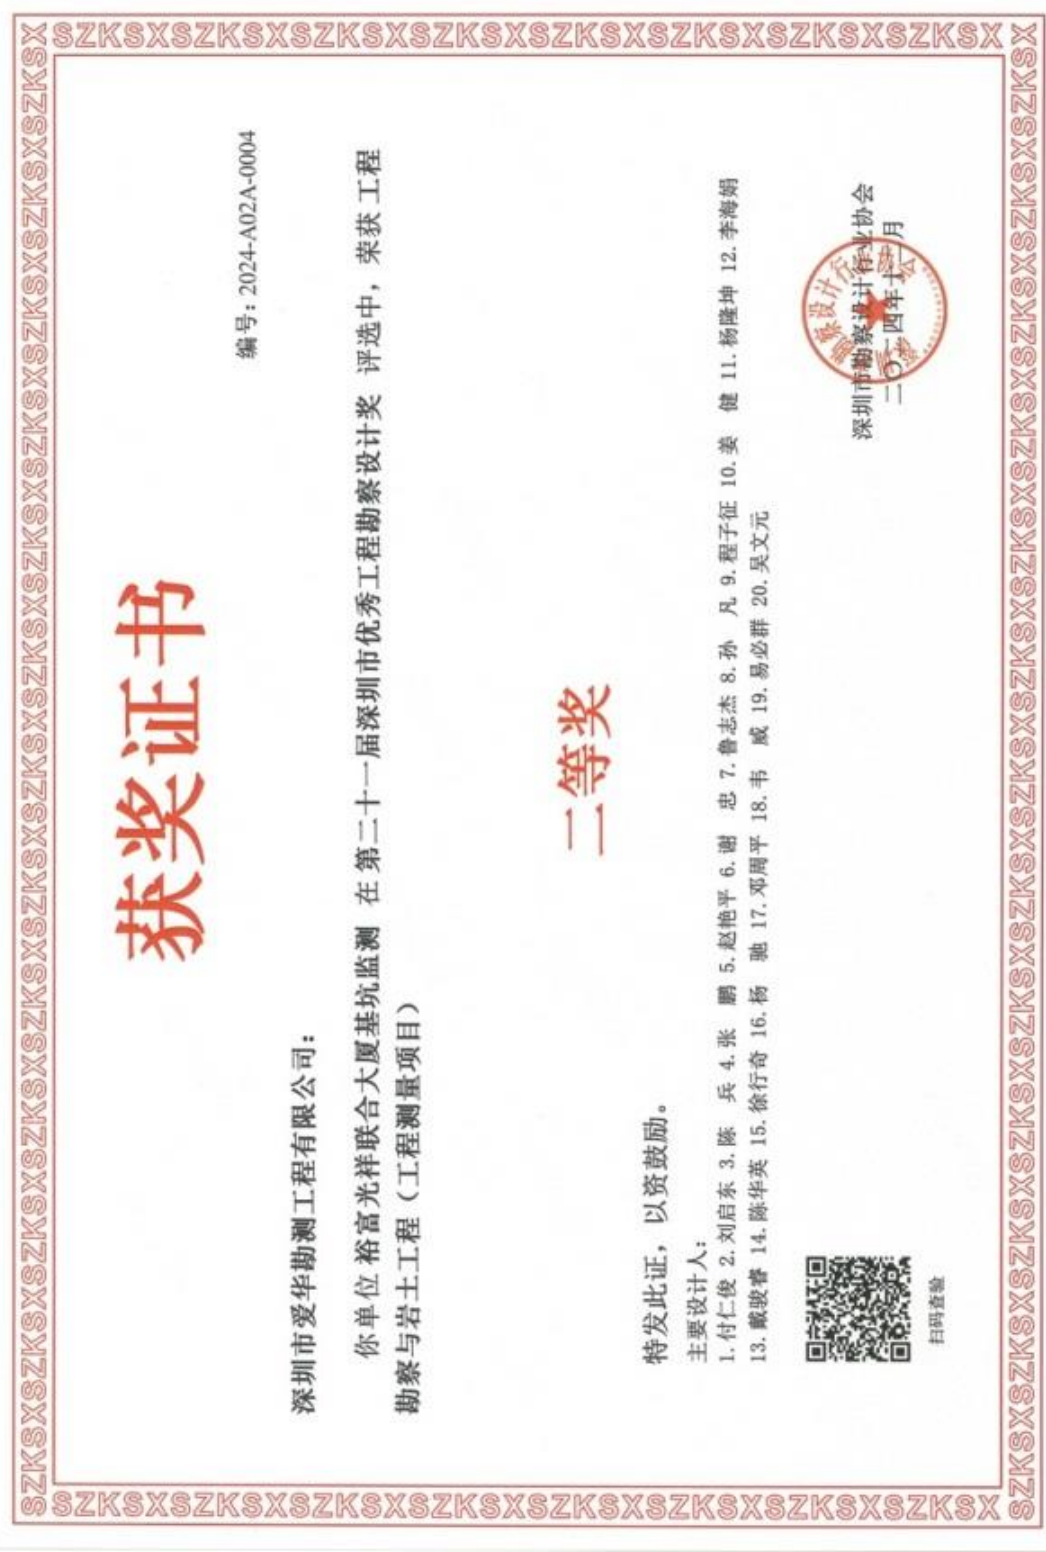 获奖证书
编号：2024-A02A-0004
深圳市爱华勘测工程有限公司：
你单位 裕富光祥联合大厦基坑监测 在 第二十一届深圳市优秀工程勘察设计奖 评选中，荣获 工程
勘察与岩土工程（工程测量项目）
二等奖
特发此证，以资鼓励。
主要设计人：
1.付仁俊 2.刘启东 3.陈 兵 4.张 鹏 5.赵艳平 6.谢 忠 7.鲁志杰 8.孙 凡 9.程子征 10.姜 健 11.杨隆坤 12.李海娟
13.戴骏睿 14.陈华英 15.徐行奇 16.杨 驰 17.邓周平 18.韦 威 19.易必群 20.吴文元
扫码查验
深圳市勘察设计行业协会
二〇二四年十一月